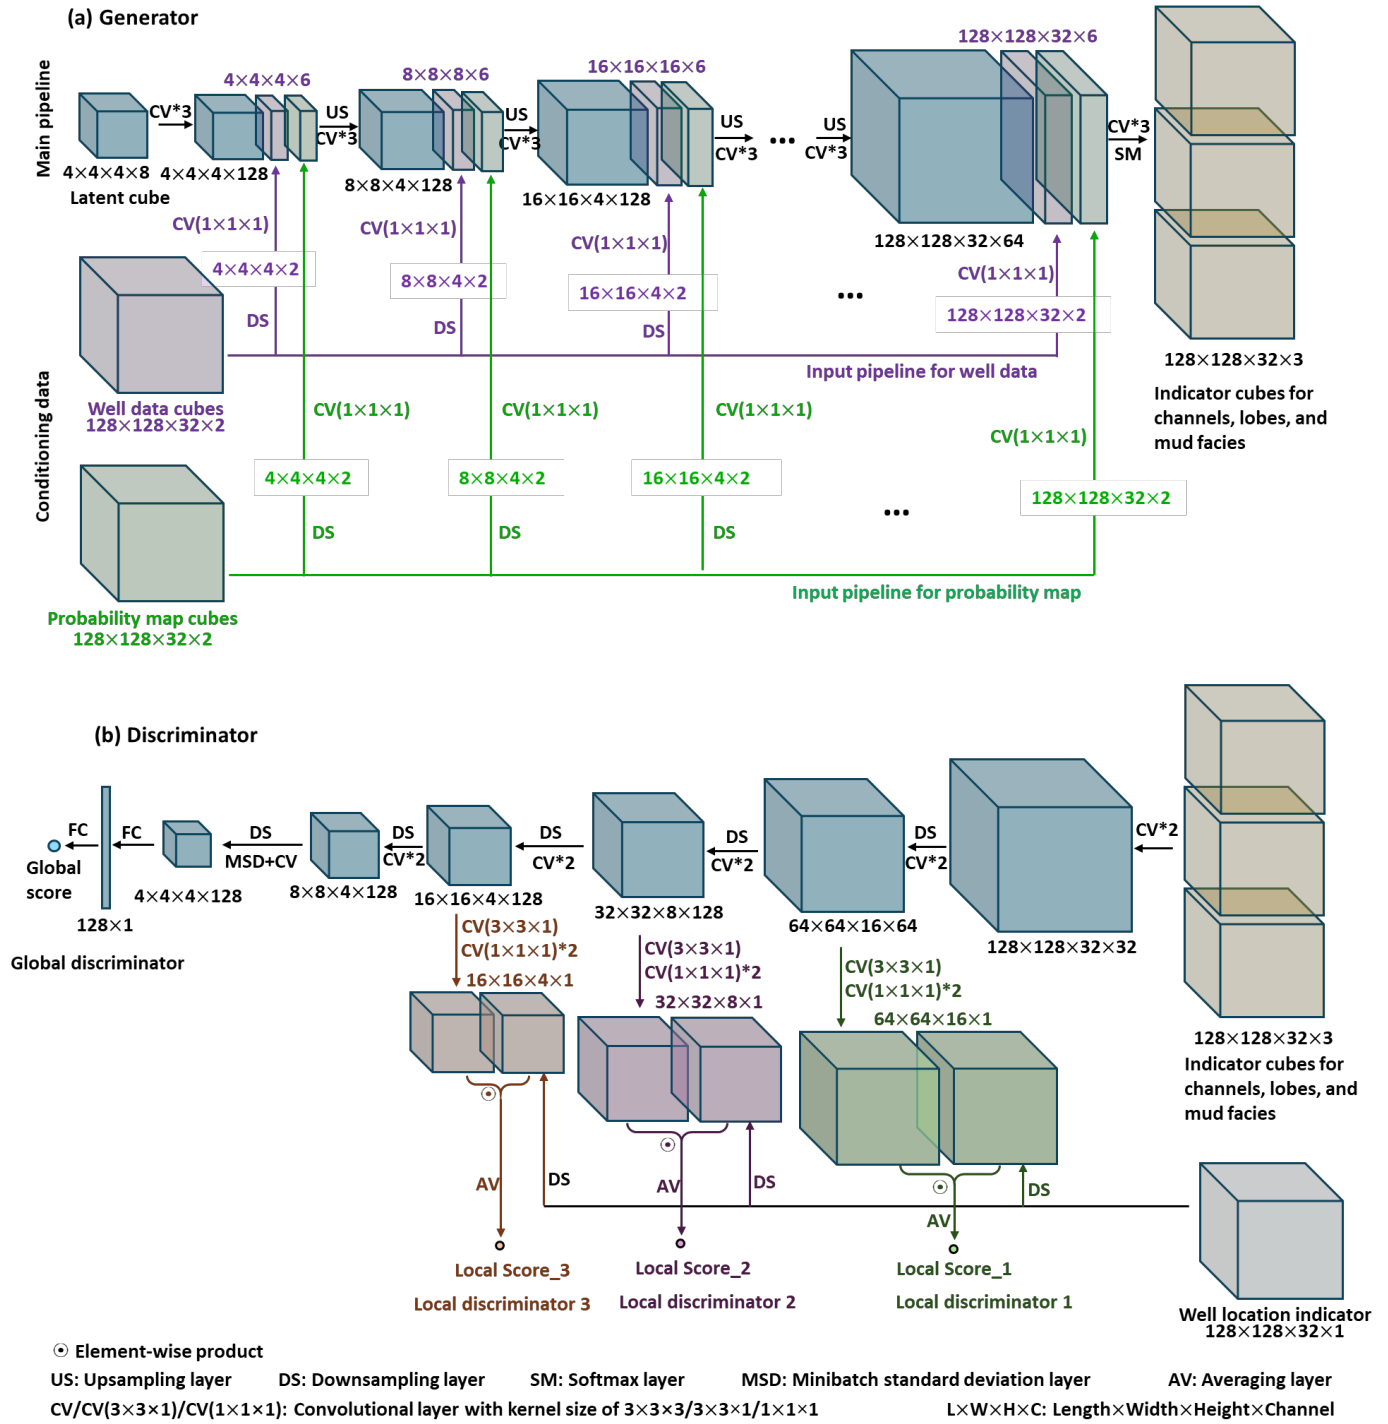 (a) Generator
Main pipeline
4×4×4×8
Latent cube
CV*3
4×4×4×6
4×4×4×128
US
CV*3
8×8×8×6
8×8×4×128
US
CV*3
16×16×16×6
16×16×4×128
US
CV*3
...
US
CV*3
128×128×32×6
128×128×32×64
CV*3
SM
128×128×32×3
Indicator cubes for
channels, lobes, and
mud facies
Conditioning data
CV(1×1×1)
4×4×4×2
DS
CV(1×1×1)
8×8×4×2
CV(1×1×1)
16×16×4×2
DS
...
CV(1×1×1)
128×128×32×2
DS
Input pipeline for well data
Well data cubes
128×128×32×2
CV(1×1×1)
4×4×4×2
DS
CV(1×1×1)
8×8×4×2
DS
CV(1×1×1)
16×16×4×2
DS
...
CV(1×1×1)
128×128×32×2
Input pipeline for probability map
Probability map cubes
128×128×32×2
(b) Discriminator
FC
Global
score
FC
128×1
Global discriminator
4×4×4×128
DS
MSD+CV
8×8×4×128
DS
CV*2
16×16×4×128
DS
CV*2
32×32×8×128
DS
CV*2
64×64×16×64
DS
CV*2
128×128×32×32
CV*2
128×128×32×3
Indicator cubes for
channels, lobes, and
mud facies
CV(3×3×1)
CV(1×1×1)*2
16×16×4×1
CV(3×3×1)
CV(1×1×1)*2
32×32×8×1
CV(3×3×1)
CV(1×1×1)*2
64×64×16×1
AV
DS
AV
DS
AV
DS
Local Score_3
Local discriminator 3
Local Score_2
Local discriminator 2
Local Score_1
Local discriminator 1
Well location indicator
128×128×32×1
⊙ Element-wise product
US: Upsampling layer DS: Downsampling layer SM: Softmax layer MSD: Minibatch standard deviation layer AV: Averaging layer
CV/CV(3×3×1)/CV(1×1×1): Convolutional layer with kernel size of 3×3×3/3×3×1/1×1×1 L×W×H×C: Length×Width×Height×Channel